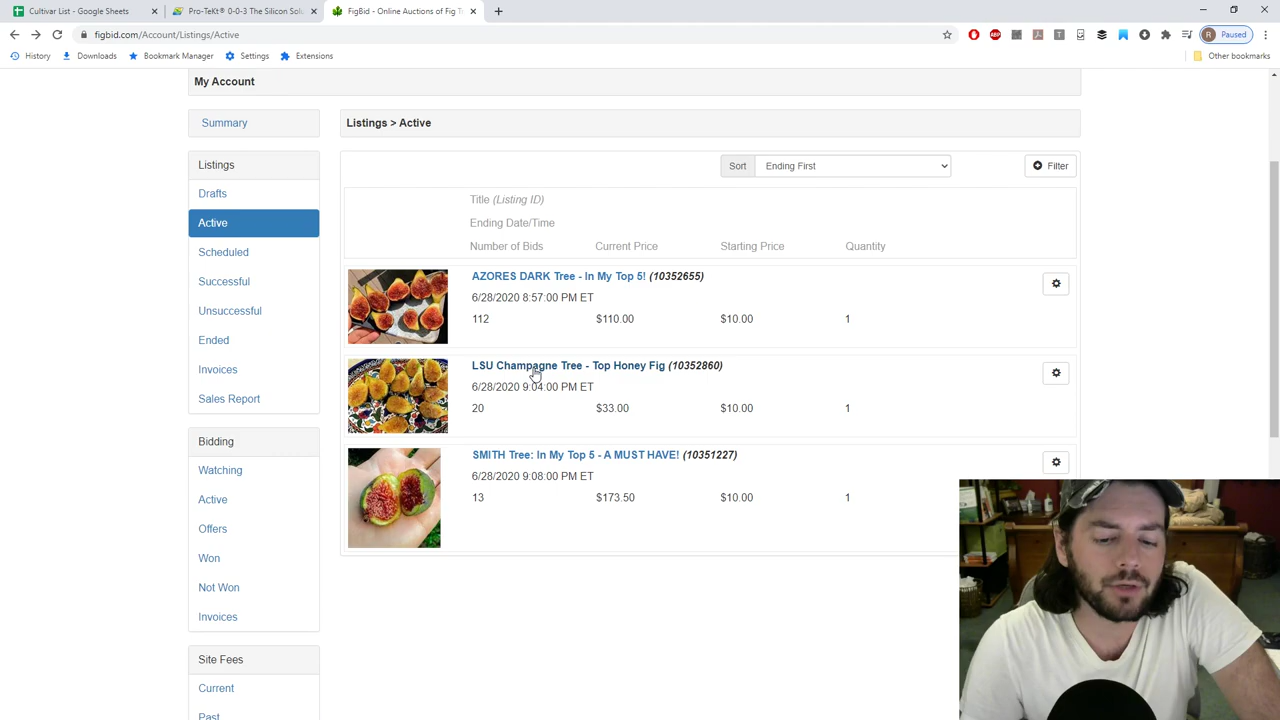 Cultivar List - Google Sheets
Pro-TeKt® 0-0-3 The Silicon Solu
FigBid - Online Auctions of Fig T
figbid.com/Account/Listings/Active
R Paused
History Downloads Bookmark Manager Settings Extensions Other bookmarks
My Account
Summary
Listings
Drafts
Active
Scheduled
Successful
Unsuccessful
Ended
Invoices
Sales Report
Bidding
Watching
Active
Offers
Won
Not Won
Invoices
Site Fees
Current
Past
Listings > Active
Sort Ending First Filter
Title (Listing ID)
Ending Date/Time
Number of Bids Current Price Starting Price Quantity
AZORES DARK Tree - In My Top 5! (10352655)
6/28/2020 8:57:00 PM ET
112 $110.00 $10.00 1
LSU Champagne Tree - Top Honey Fig (10352860)
6/28/2020 9:04:00 PM ET
20 $33.00 $10.00 1
SMITH Tree: In My Top 5 - A MUST HAVE! (10351227)
6/28/2020 9:08:00 PM ET
13 $173.50 $10.00 1